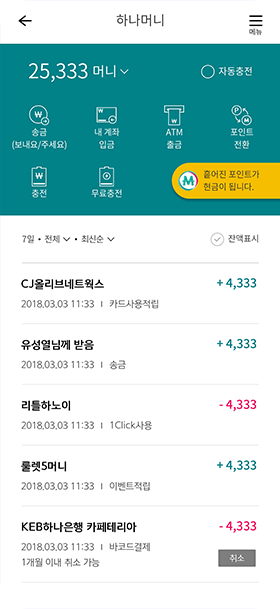 하나머니
메뉴
25,333 머니
자동충전
송금
(보내요/주세요)
내 계좌
입금
ATM
출금
포인트
전환
충전
무료충전
흩어진 포인트가
현금이 됩니다.
7일 • 전체 • 최신순
잔액표시
CJ올리브네트웍스
+ 4,333
2018.03.03 11:33 | 카드사용적립
유성열님께 받음
+ 4,333
2018.03.03 11:33 | 송금
리틀하노이
- 4,333
2018.03.03 11:33 | 1Click사용
룰렛5머니
+ 4,333
2018.03.03 11:33 | 이벤트적립
KEB하나은행 카페테리아
- 4,333
2018.03.03 11:33 | 바코드결제
1개월 이내 취소 가능
취소